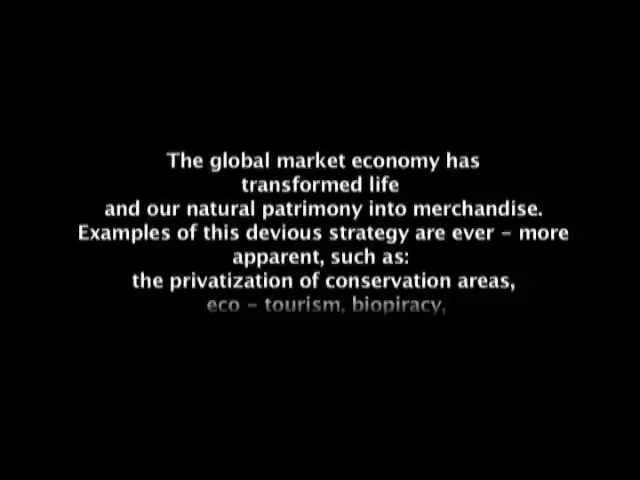 The global market economy has
transformed life
and our natural patrimony into merchandise.
Examples of this devious strategy are ever – more
apparent, such as:
the privatization of conservation areas,
eco – tourism, biopiracy,